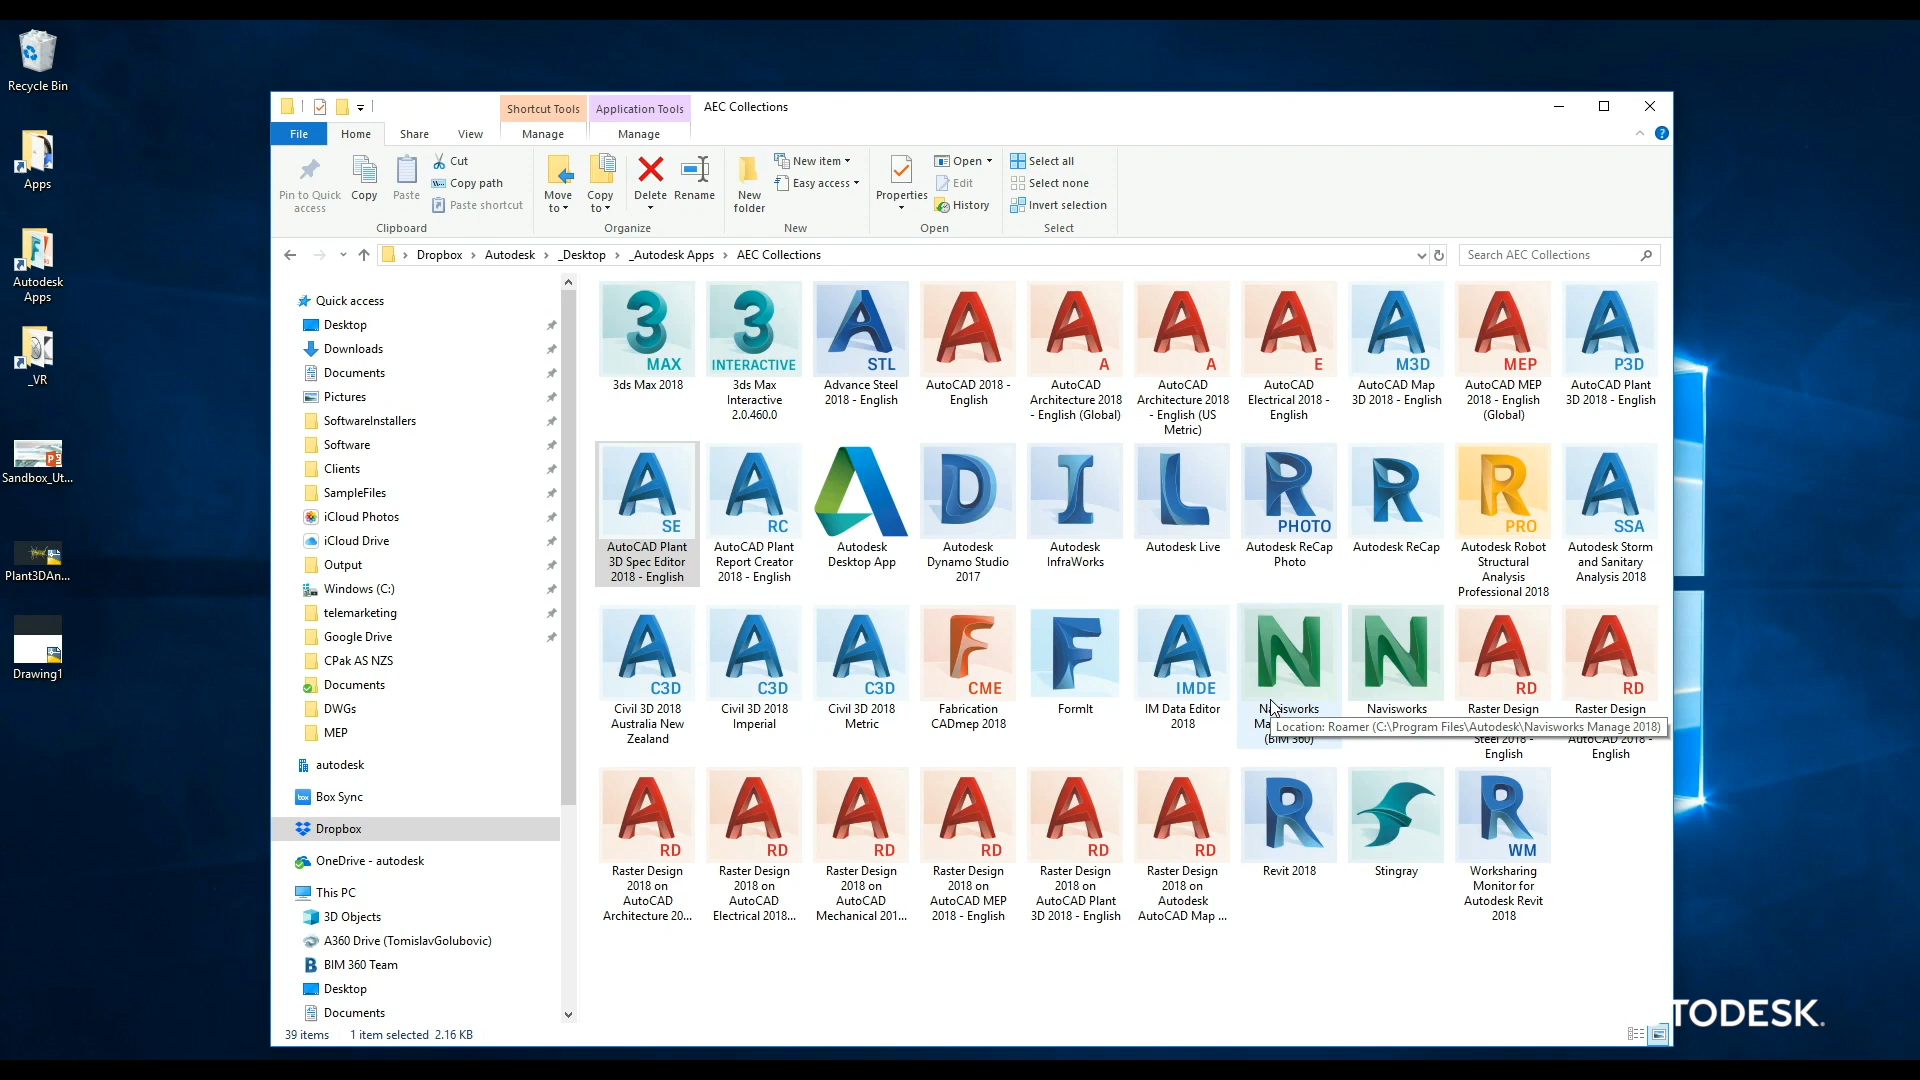 Recycle Bin
Apps
Autodesk
Apps
_VR
Sandbox_Ut...
Plant3DAn...
Drawing1
Shortcut Tools
Application Tools
AEC Collections
File
Home
Share
View
Manage
Manage
Pin to Quick
access
Copy
Paste
Cut
Copy path
Paste shortcut
Clipboard
Move
to
Copy
to
Delete
Rename
Organize
New
folder
New item
Easy access
New
Properties
Open
Edit
History
Open
Select all
Select none
Invert selection
Select
Dropbox
Autodesk
_Desktop
_Autodesk Apps
AEC Collections
Search AEC Collections
Quick access
Desktop
Downloads
Documents
Pictures
SoftwareInstallers
Software
Clients
SampleFiles
iCloud Photos
iCloud Drive
Output
Windows (C:)
telemarketing
Google Drive
CPak AS NZS
Documents
DWGs
MEP
autodesk
box
Box Sync
Dropbox
OneDrive - autodesk
This PC
3D Objects
A360 Drive (TomislavGolubovic)
BIM 360 Team
Desktop
Documents
3 MAX
3ds Max 2018
3 INTERACTIVE
3ds Max
Interactive
2.0.460.0
A STL
Advance Steel
2018 - English
A
AutoCAD 2018 -
English
A A
AutoCAD
Architecture 2018
- English (Global)
A A
AutoCAD
Architecture 2018
- English (US
Metric)
A E
AutoCAD
Electrical 2018 -
English
A M3D
AutoCAD Map
3D 2018 - English
A MEP
AutoCAD MEP
2018 - English
(Global)
A P3D
AutoCAD Plant
3D 2018 - English
A SE
AutoCAD Plant
3D Spec Editor
2018 - English
A RC
AutoCAD Plant
Report Creator
2018 - English
Autodesk
Desktop App
D
Autodesk
Dynamo Studio
2017
I
Autodesk
InfraWorks
L
Autodesk Live
R PHOTO
Autodesk ReCap
Photo
R
Autodesk ReCap
R PRO
Autodesk Robot
Structural
Analysis
Professional 2018
A SSA
Autodesk Storm
and Sanitary
Analysis 2018
A C3D
Civil 3D 2018
Australia New
Zealand
A C3D
Civil 3D 2018
Imperial
A C3D
Civil 3D 2018
Metric
F CME
Fabrication
CADmep 2018
F
FormIt
A IMDE
IM Data Editor
2018
N
Navisworks
Ma
(BIM 360)
N
Navisworks
A RD
Raster Design
Steel 2018 -
English
A RD
Raster Design
AutoCAD 2018 -
English
Location: Roamer (C:\Program Files\Autodesk\Navisworks Manage 2018)
A RD
Raster Design
2018 on
AutoCAD
Architecture 20...
A RD
Raster Design
2018 on
AutoCAD
Electrical 2018...
A RD
Raster Design
2018 on
AutoCAD
Mechanical 201...
A RD
Raster Design
2018 on
AutoCAD MEP
2018 - English
A RD
Raster Design
2018 on
AutoCAD Plant
3D 2018 - English
A RD
Raster Design
2018 on
Autodesk
AutoCAD Map ...
R
Revit 2018
Stingray
R WM
Worksharing
Monitor for
Autodesk Revit
2018
39 items
1 item selected 2.16 KB
TODESK.